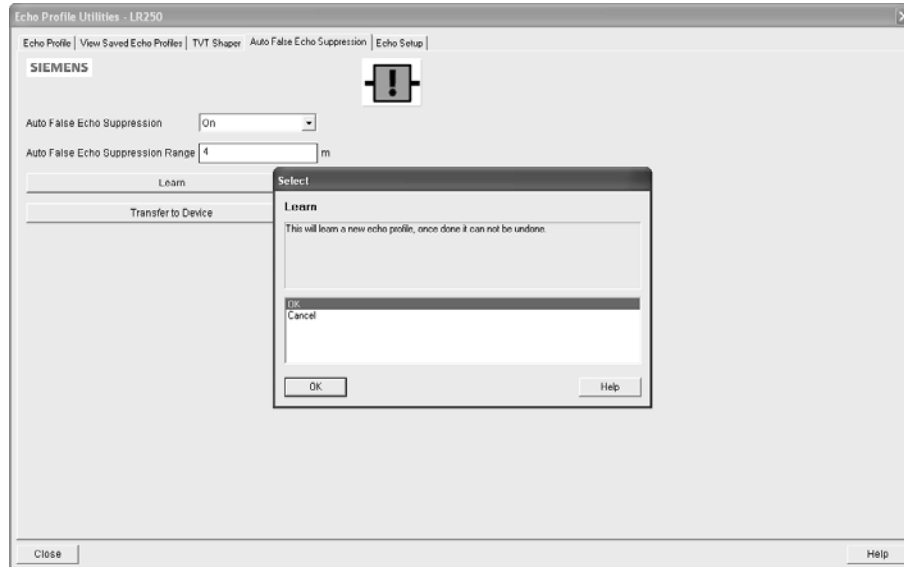 Echo Profile Utilities - LR250
Echo Profile | View Saved Echo Profiles | TVT Shaper | Auto False Echo Suppression | Echo Setup |
SIEMENS
!
Auto False Echo Suppression On
Auto False Echo Suppression Range 4 m
Learn
Transfer to Device
Select
Learn
This will learn a new echo profile, once done it can not be undone.
OK
Cancel
OK Help
Close Help